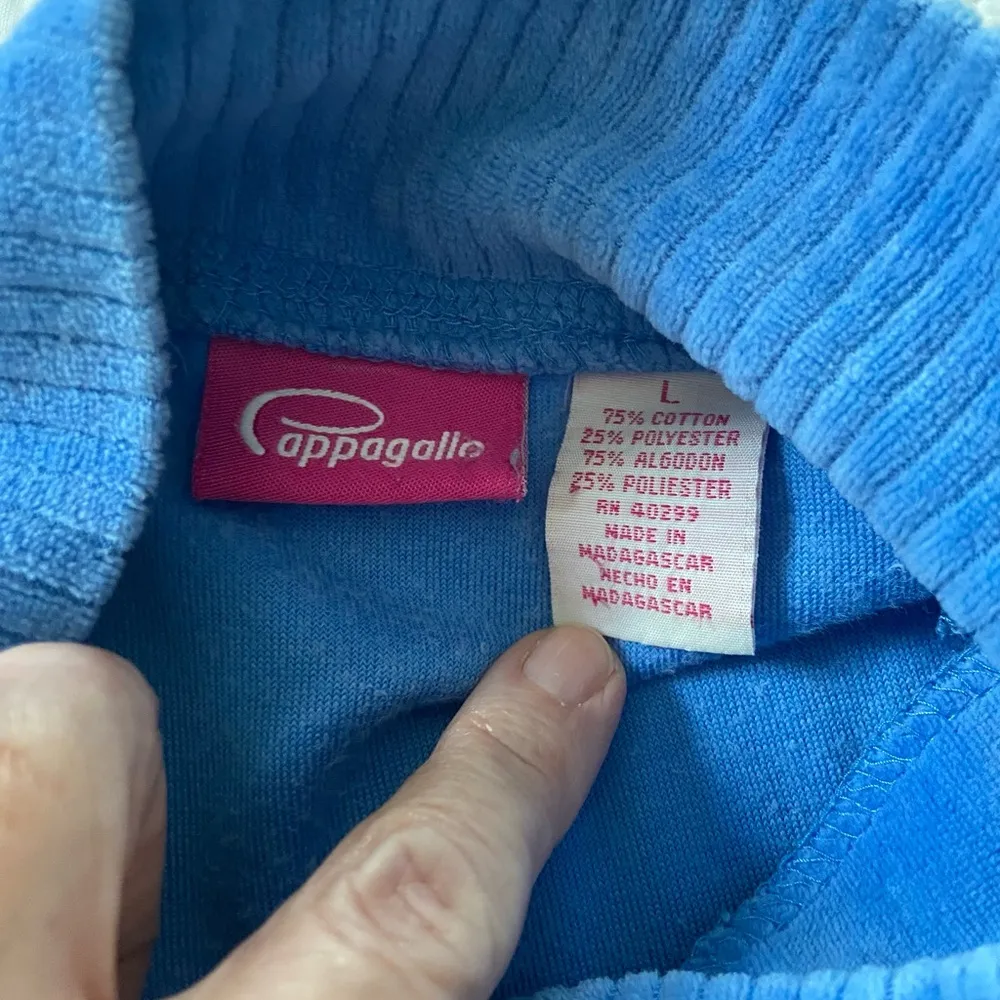 Pappagallo
L
75% COTTON
25% POLYESTER
75% ALGODON
25% POLIESTER
RN 40299
MADE IN
MADAGASCAR
HECHO EN
MADAGASCAR